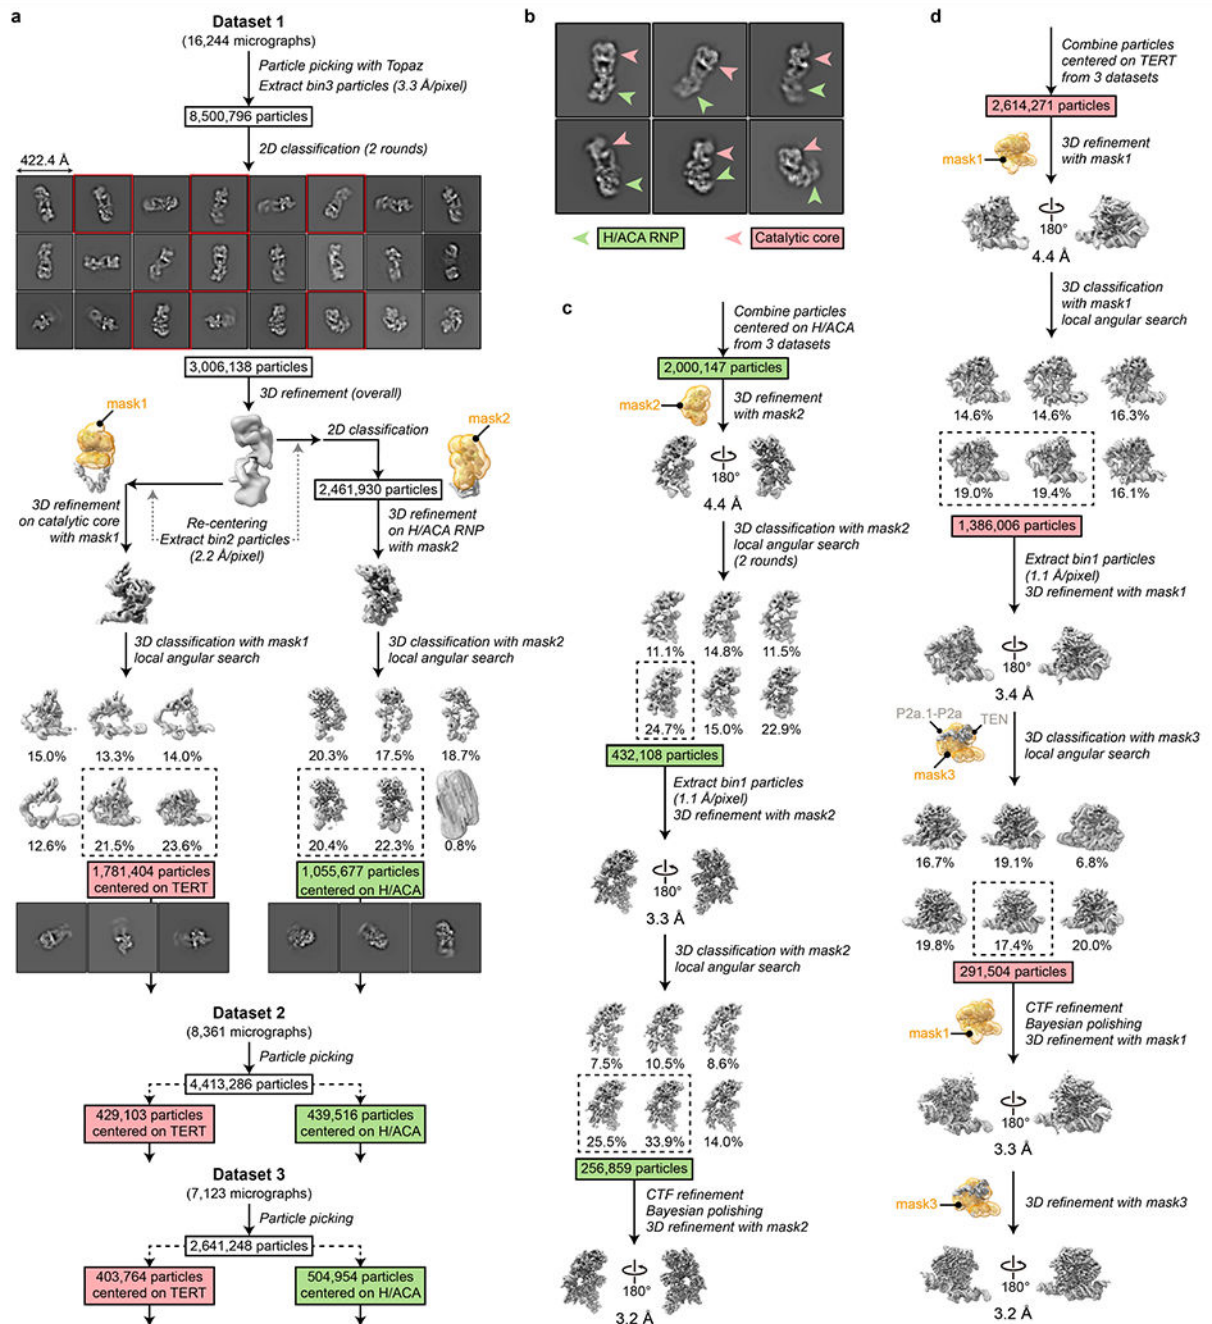 a
Dataset 1
(16,244 micrographs)
Particle picking with Topaz
Extract bin3 particles (3.3 Å/pixel)
8,500,796 particles
2D classification (2 rounds)
422.4 Å
3,006,138 particles
3D refinement (overall)
mask1
2D classification
mask2
2,461,930 particles
3D refinement
on catalytic core
with mask1
Re-centering
Extract bin2 particles
(2.2 Å/pixel)
3D refinement
on H/ACA RNP
with mask2
3D classification with mask1
local angular search
3D classification with mask2
local angular search
15.0% 13.3% 14.0%
20.3% 17.5% 18.7%
12.6% 21.5% 23.6%
20.4% 22.3% 0.8%
1,781,404 particles
centered on TERT
1,055,677 particles
centered on H/ACA
Dataset 2
(8,361 micrographs)
Particle picking
4,413,286 particles
429,103 particles
centered on TERT
439,516 particles
centered on H/ACA
Dataset 3
(7,123 micrographs)
Particle picking
2,641,248 particles
403,764 particles
centered on TERT
504,954 particles
centered on H/ACA
b
H/ACA RNP
Catalytic core
c
Combine particles
centered on H/ACA
from 3 datasets
2,000,147 particles
mask2
3D refinement
with mask2
180°
4.4 Å
3D classification with mask2
local angular search
(2 rounds)
11.1% 14.8% 11.5%
24.7% 15.0% 22.9%
432,108 particles
Extract bin1 particles
(1.1 Å/pixel)
3D refinement with mask2
180°
3.3 Å
3D classification with mask2
local angular search
7.5% 10.5% 8.6%
25.5% 33.9% 14.0%
256,859 particles
CTF refinement
Bayesian polishing
3D refinement with mask2
180°
3.2 Å
d
Combine particles
centered on TERT
from 3 datasets
2,614,271 particles
mask1
3D refinement
with mask1
180°
4.4 Å
3D classification
with mask1
local angular search
14.6% 14.6% 16.3%
19.0% 19.4% 16.1%
1,386,006 particles
Extract bin1 particles
(1.1 Å/pixel)
3D refinement with mask1
180°
3.4 Å
P2a.1-P2a
TEN
mask3
3D classification with mask3
local angular search
16.7% 19.1% 6.8%
19.8% 17.4% 20.0%
291,504 particles
mask1
CTF refinement
Bayesian polishing
3D refinement with mask1
180°
3.3 Å
mask3
3D refinement with mask3
180°
3.2 Å